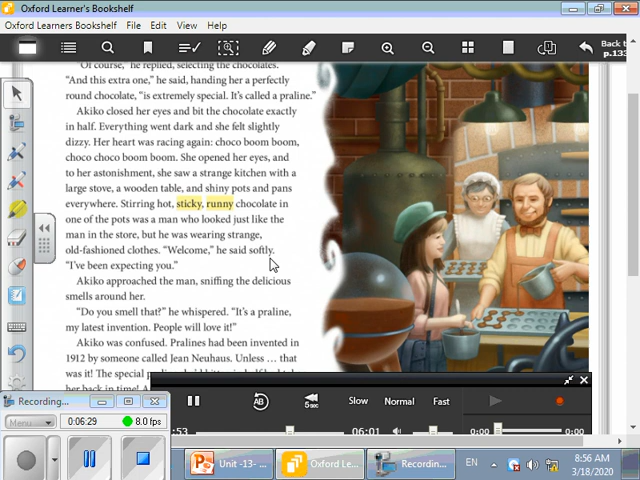 Oxford Learner's Bookshelf
Oxford Learners Bookshelf File Edit View Help
Back to
p.133
"Of course," he replied, selecting the chocolates.
"And this extra one," he said, handing her a perfectly
round chocolate, "is extremely special. It's called a praline."
Akiko closed her eyes and bit the chocolate exactly
in half. Everything went dark and she felt slightly
dizzy. Her heart was racing again: choco boom boom,
choco choco boom boom. She opened her eyes, and
to her astonishment, she saw a strange kitchen with a
large stove, a wooden table, and shiny pots and pans
everywhere. Stirring hot, sticky, runny chocolate in
one of the pots was a man who looked just like the
man in the store, but he was wearing strange,
old-fashioned clothes. "Welcome," he said softly.
"I've been expecting you."
Akiko approached the man, sniffing the delicious
smells around her.
"Do you smell that?" he whispered. "It's a praline,
my latest invention. People will love it!"
Akiko was confused. Pralines had been invented in
1912 by someone called Jean Neuhaus. Unless … that
was it! The special
her back in time!
AB 5sec Slow Normal Fast
:53 06:01 0:00
Recording...
Menu 0:06:29 8.0 fps
Unit -13- ... Oxford Le... Recording... EN 8:56 AM
3/18/2020